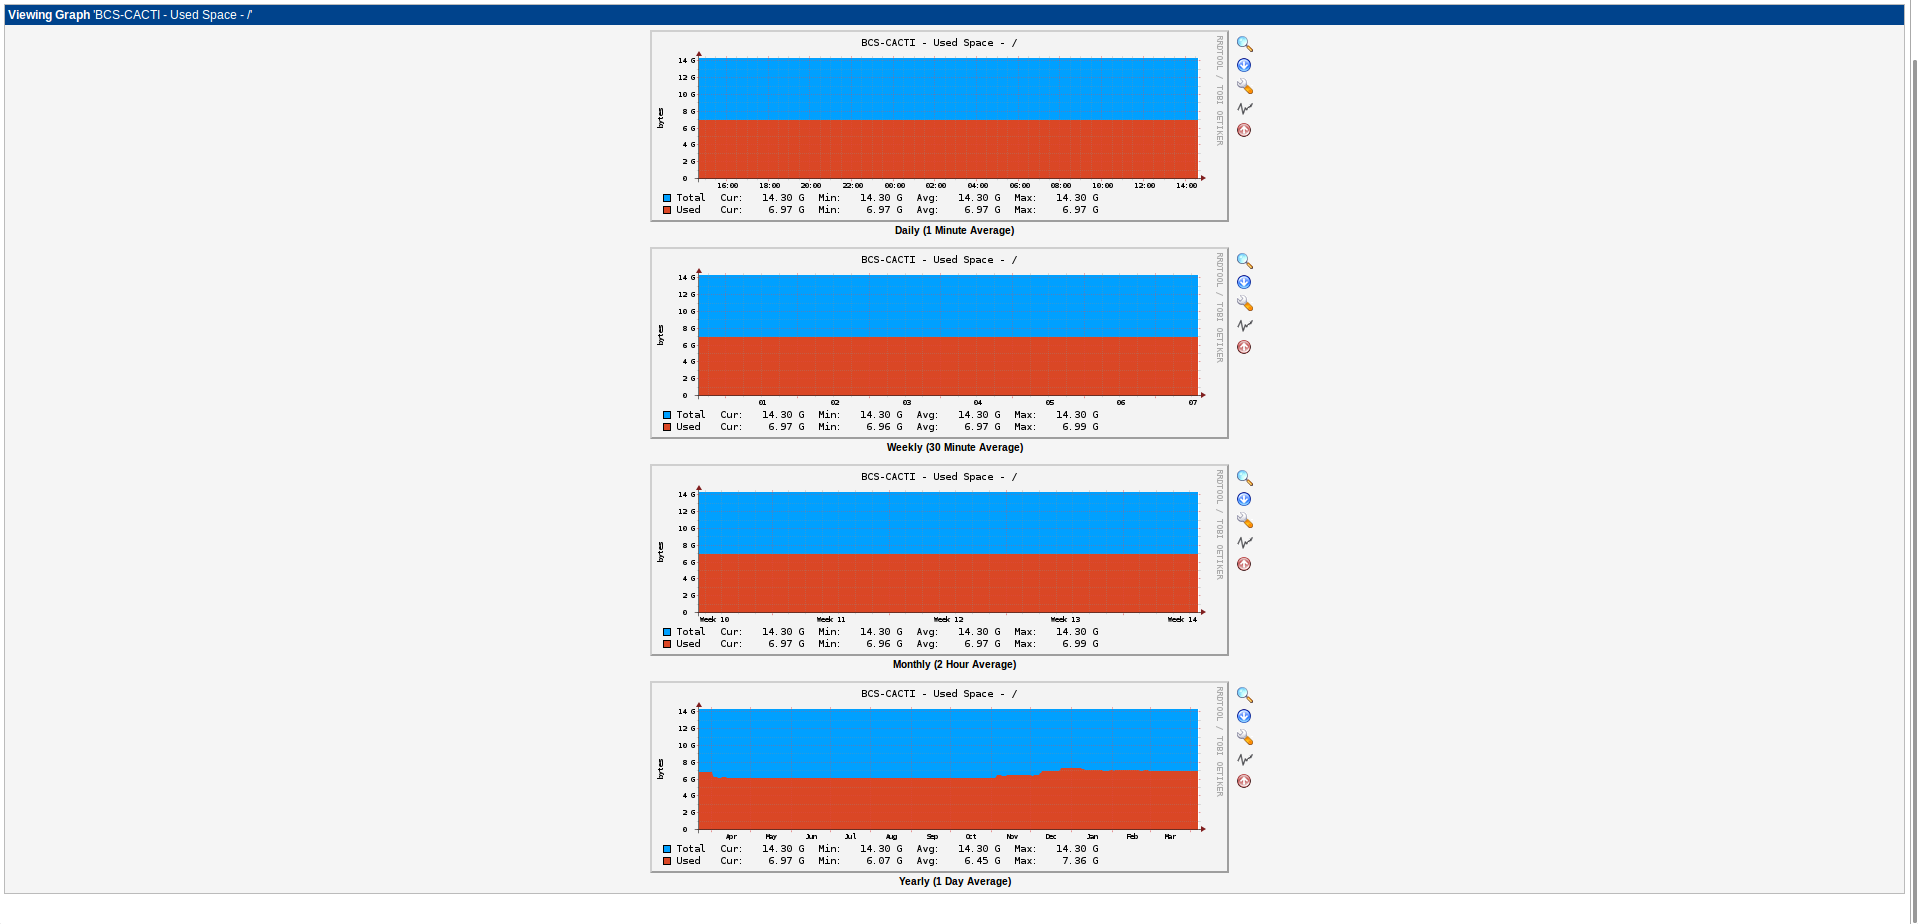 Viewing Graph 'BCS-CACTI - Used Space - /'
BCS-CACTI - Used Space - /
RRDTOOL / TOBI OETIKER
bytes
14 G
12 G
10 G
8 G
6 G
4 G
2 G
0
16:00 18:00 20:00 22:00 00:00 02:00 04:00 06:00 08:00 10:00 12:00 14:00
Total Cur: 14.30 G Min: 14.30 G Avg: 14.30 G Max: 14.30 G
Used Cur: 6.97 G Min: 6.97 G Avg: 6.97 G Max: 6.97 G
Daily (1 Minute Average)
BCS-CACTI - Used Space - /
RRDTOOL / TOBI OETIKER
bytes
14 G
12 G
10 G
8 G
6 G
4 G
2 G
0
01 02 03 04 05 06 07
Total Cur: 14.30 G Min: 14.30 G Avg: 14.30 G Max: 14.30 G
Used Cur: 6.97 G Min: 6.96 G Avg: 6.97 G Max: 6.99 G
Weekly (30 Minute Average)
BCS-CACTI - Used Space - /
RRDTOOL / TOBI OETIKER
bytes
14 G
12 G
10 G
8 G
6 G
4 G
2 G
0
Week 10 Week 11 Week 12 Week 13 Week 14
Total Cur: 14.30 G Min: 14.30 G Avg: 14.30 G Max: 14.30 G
Used Cur: 6.97 G Min: 6.96 G Avg: 6.97 G Max: 6.99 G
Monthly (2 Hour Average)
BCS-CACTI - Used Space - /
RRDTOOL / TOBI OETIKER
bytes
14 G
12 G
10 G
8 G
6 G
4 G
2 G
0
Apr May Jun Jul Aug Sep Oct Nov Dec Jan Feb Mar
Total Cur: 14.30 G Min: 14.30 G Avg: 14.30 G Max: 14.30 G
Used Cur: 6.97 G Min: 6.07 G Avg: 6.45 G Max: 7.36 G
Yearly (1 Day Average)